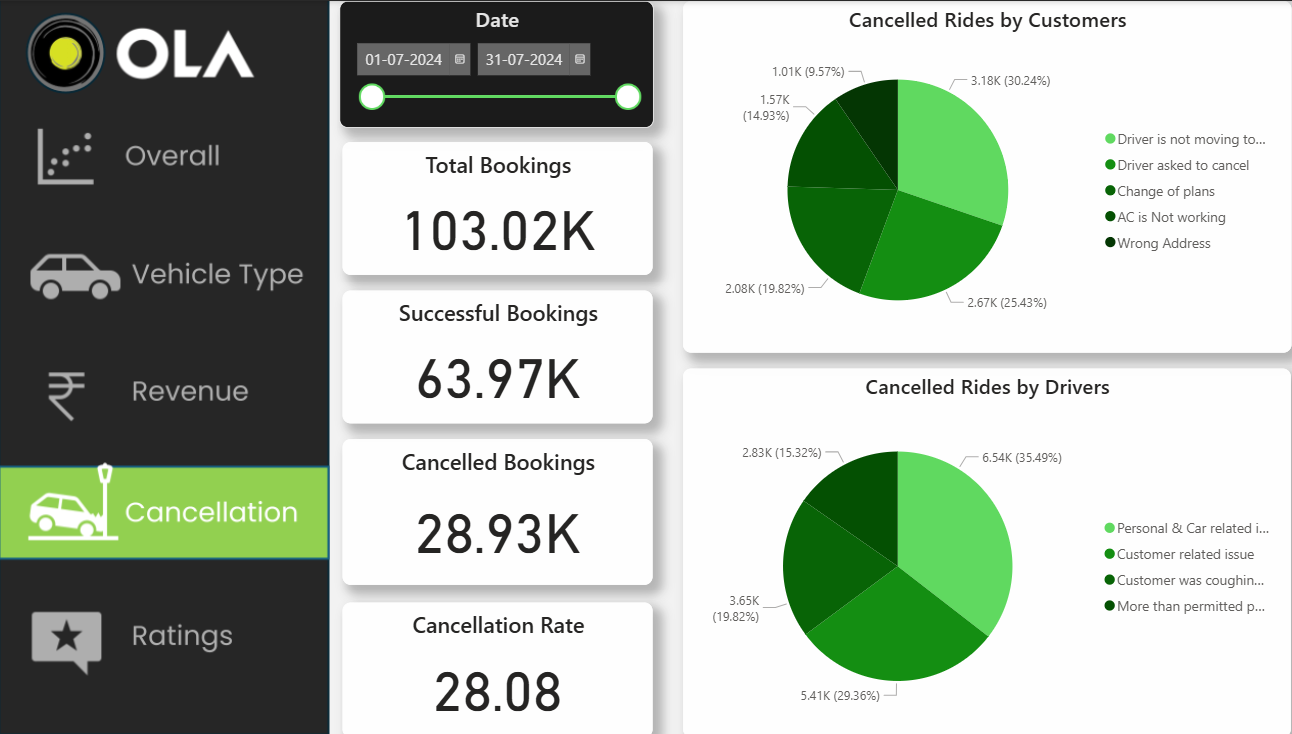 OLA
Overall
Vehicle Type
Revenue
Cancellation
Ratings
Date
01-07-2024 31-07-2024
Total Bookings
103.02K
Successful Bookings
63.97K
Cancelled Bookings
28.93K
Cancellation Rate
28.08
Cancelled Rides by Customers
1.01K (9.57%)
3.18K (30.24%)
1.57K
(14.93%)
2.08K (19.82%)
2.67K (25.43%)
Driver is not moving to...
Driver asked to cancel
Change of plans
AC is Not working
Wrong Address
Cancelled Rides by Drivers
2.83K (15.32%)
6.54K (35.49%)
3.65K
(19.82%)
5.41K (29.36%)
Personal & Car related i...
Customer related issue
Customer was coughin...
More than permitted p...